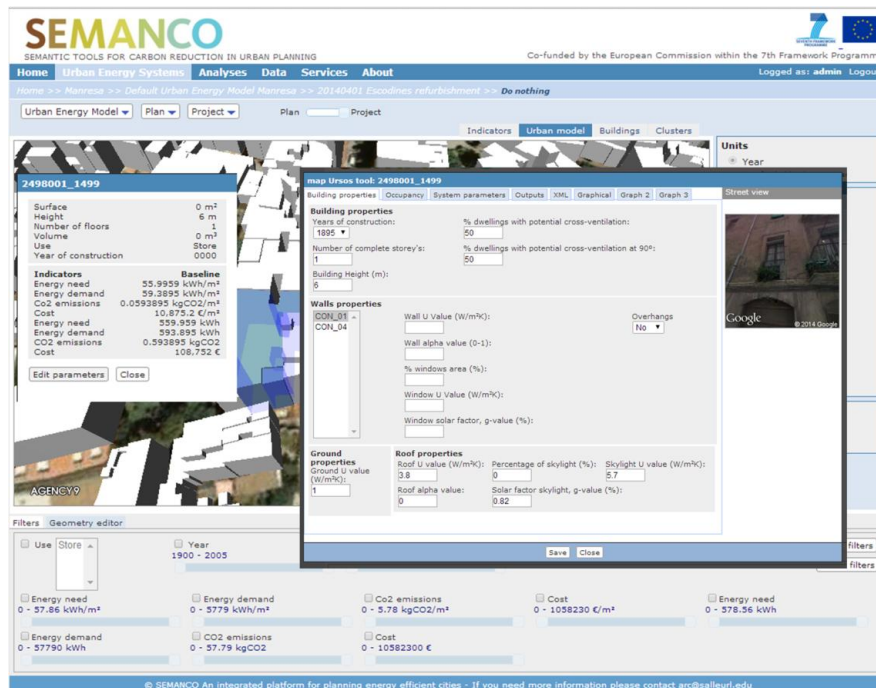 SEMANCO
SEMANTIC TOOLS FOR CARBON REDUCTION IN URBAN PLANNING
Co-funded by the European Commission within the 7th Framework Programm
Home Urban Energy Systems Analyses Data Services About
Logged as: admin Logou
Home >> Manresa >> Default Urban Energy Model Manresa >> 20140401 Escodines refurbishment >> Do nothing
Urban Energy Model Plan Project Plan Project
Indicators Urban model Buildings Clusters
Units
Year
2498001_1499
Surface 0 m²
Height 6 m
Number of floors 1
Volume 0 m³
Use Store
Year of construction 0000
Indicators Baseline
Energy need 55.9959 kWh/m²
Energy demand 59.3895 kWh/m²
Co2 emissions 0.0593895 kgCO2/m²
Cost 10,875.2 €/m²
Energy need 559.959 kWh
Energy demand 593.895 kWh
CO2 emissions 0.593895 kgCO2
Cost 108,752 €
Edit parameters Close
AGENCY9
map Ursos tool: 2498001_1499
Building properties Occupancy System parameters Outputs XML Graphical Graph 2 Graph 3
Building properties
Years of construction: % dwellings with potential cross-ventilation:
1895 50
Number of complete storey's: % dwellings with potential cross-ventilation at 90º:
1 50
Building Height (m):
6
Walls properties
CON_01
CON_04
Wall U Value (W/m²K):
Overhangs
No
Wall alpha value (0-1):
% windows area (%):
Window U Value (W/m²K):
Window solar factor, g-value (%):
Ground properties
Ground U value (W/m²K):
1
Roof properties
Roof U value (W/m²K): Percentage of skylight (%): Skylight U value (W/m²K):
3.8 0 5.7
Roof alpha value: Solar factor skylight, g-value (%):
0 0.82
Save Close
Street view
Google
© 2014 Google
Filters Geometry editor
Use Store
Year
1900 - 2005
filters
filters
Energy need Energy demand Co2 emissions Cost Energy need
0 - 57.86 kWh/m² 0 - 5779 kWh/m² 0 - 5.78 kgCO2/m² 0 - 1058230 €/m² 0 - 578.56 kWh
Energy demand CO2 emissions Cost
0 - 57790 kWh 0 - 57.79 kgCO2 0 - 10582300 €
© SEMANCO An integrated platform for planning energy efficient cities - If you need more information please contact arc@salleurl.edu